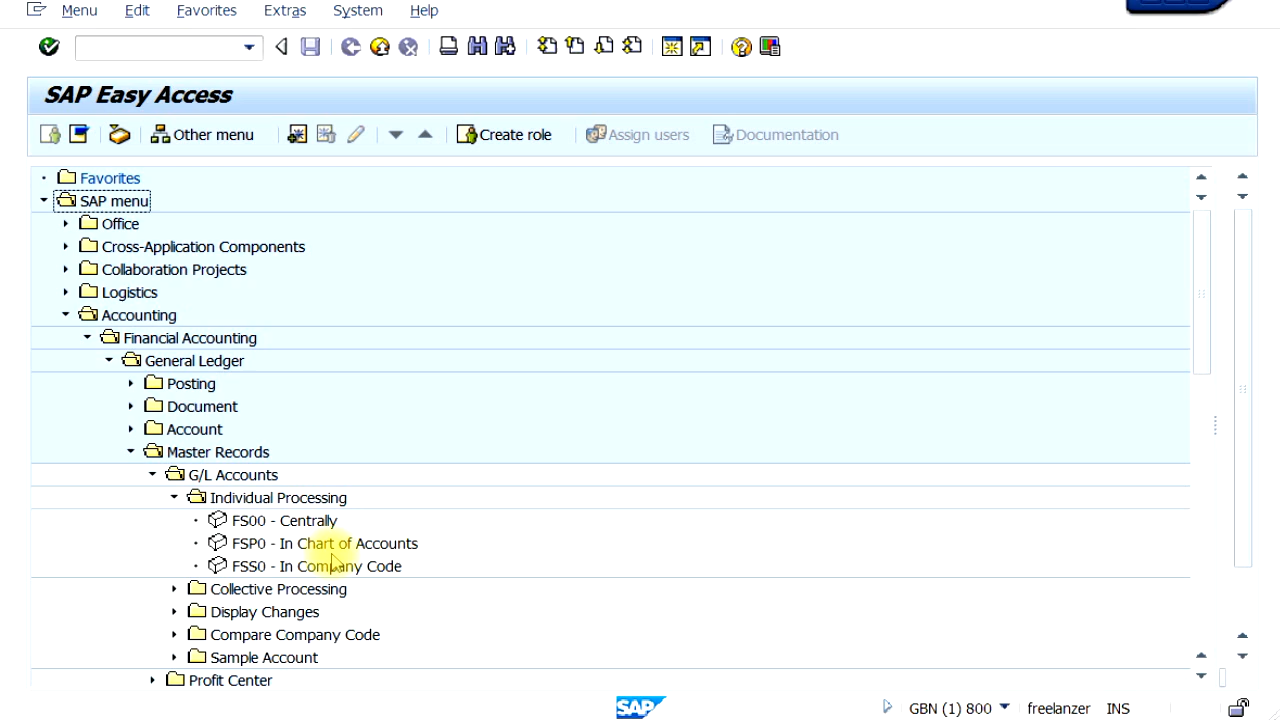 Menu Edit Favorites Extras System Help
SAP Easy Access
Other menu Create role Assign users Documentation
Favorites
SAP menu
Office
Cross-Application Components
Collaboration Projects
Logistics
Accounting
Financial Accounting
General Ledger
Posting
Document
Account
Master Records
G/L Accounts
Individual Processing
FS00 - Centrally
FSP0 - In Chart of Accounts
FSS0 - In Company Code
Collective Processing
Display Changes
Compare Company Code
Sample Account
Profit Center
SAP GBN (1) 800 freelanzer INS